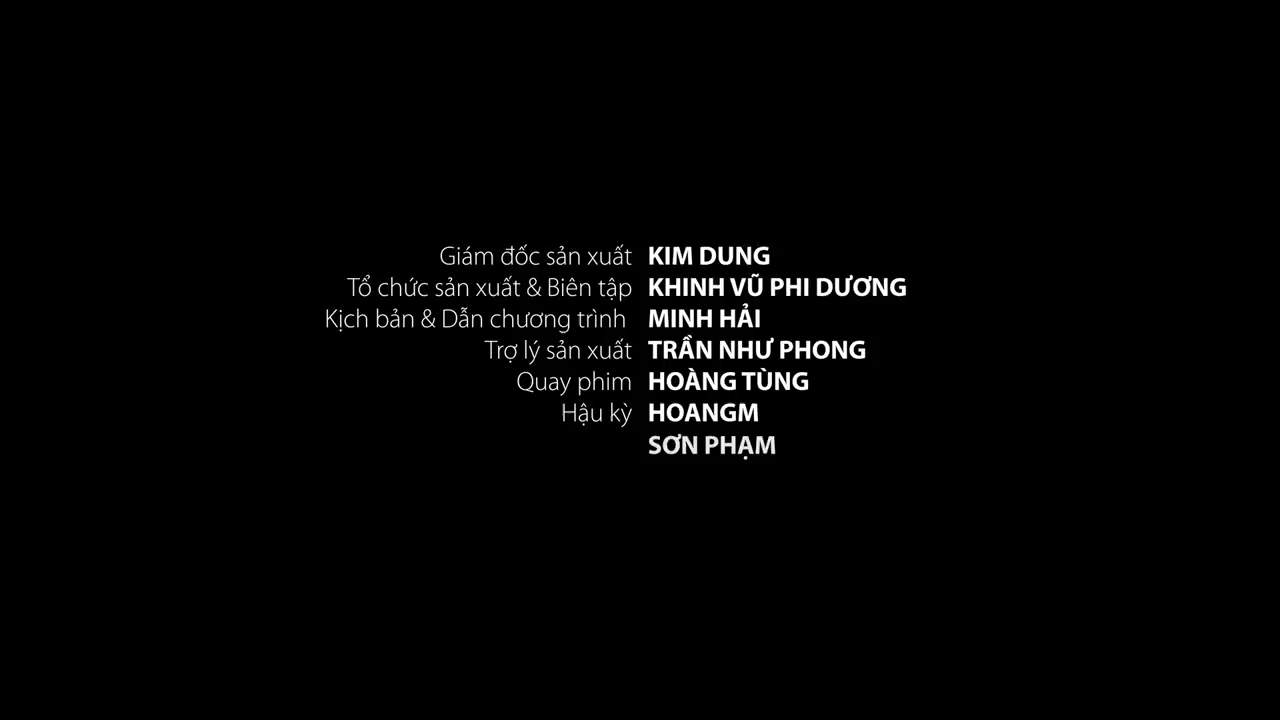 Giám đốc sản xuất KIM DUNG
Tổ chức sản xuất & Biên tập KHINH VŨ PHI DƯƠNG
Kịch bản & Dẫn chương trình MINH HẢI
Trợ lý sản xuất TRẦN NHƯ PHONG
Quay phim HOÀNG TÙNG
Hậu kỳ HOANGM
SƠN PHẠM